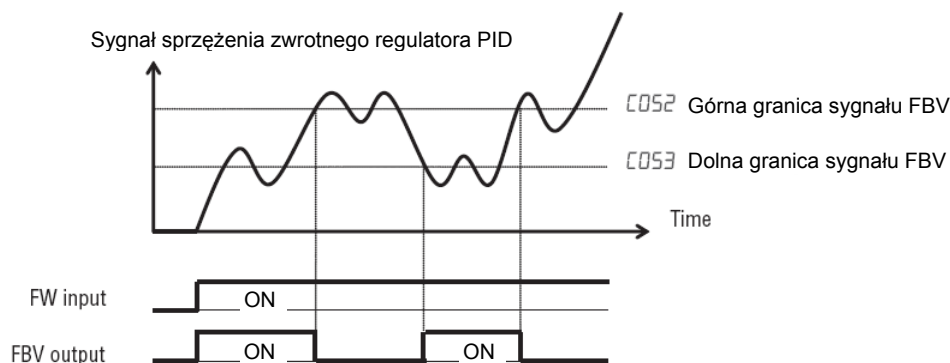 Sygnał sprzężenia zwrotnego regulatora PID
C052 Górna granica sygnału FBV
C053 Dolna granica sygnału FBV
Time
FW input ON
FBV output ON ON